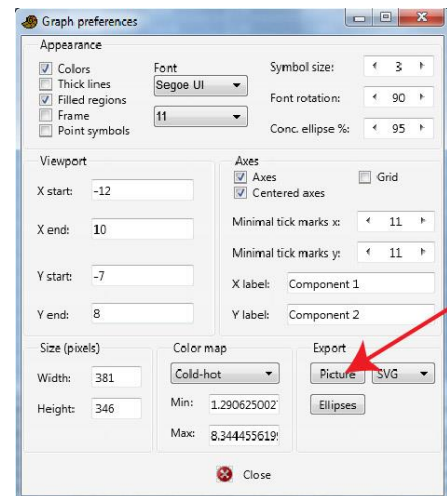 Graph preferences
Appearance
Colors
Thick lines
Filled regions
Frame
Point symbols
Font
Segoe UI
11
Symbol size: 3
Font rotation: 90
Conc. ellipse %: 95
Viewport
X start: -12
X end: 10
Y start: -7
Y end: 8
Axes
Axes
Grid
Centered axes
Minimal tick marks x: 11
Minimal tick marks y: 11
X label: Component 1
Y label: Component 2
Size (pixels)
Width: 381
Height: 346
Color map
Cold-hot
Min: 1.290625002
Max: 8.344455619
Export
Picture SVG
Ellipses
Close